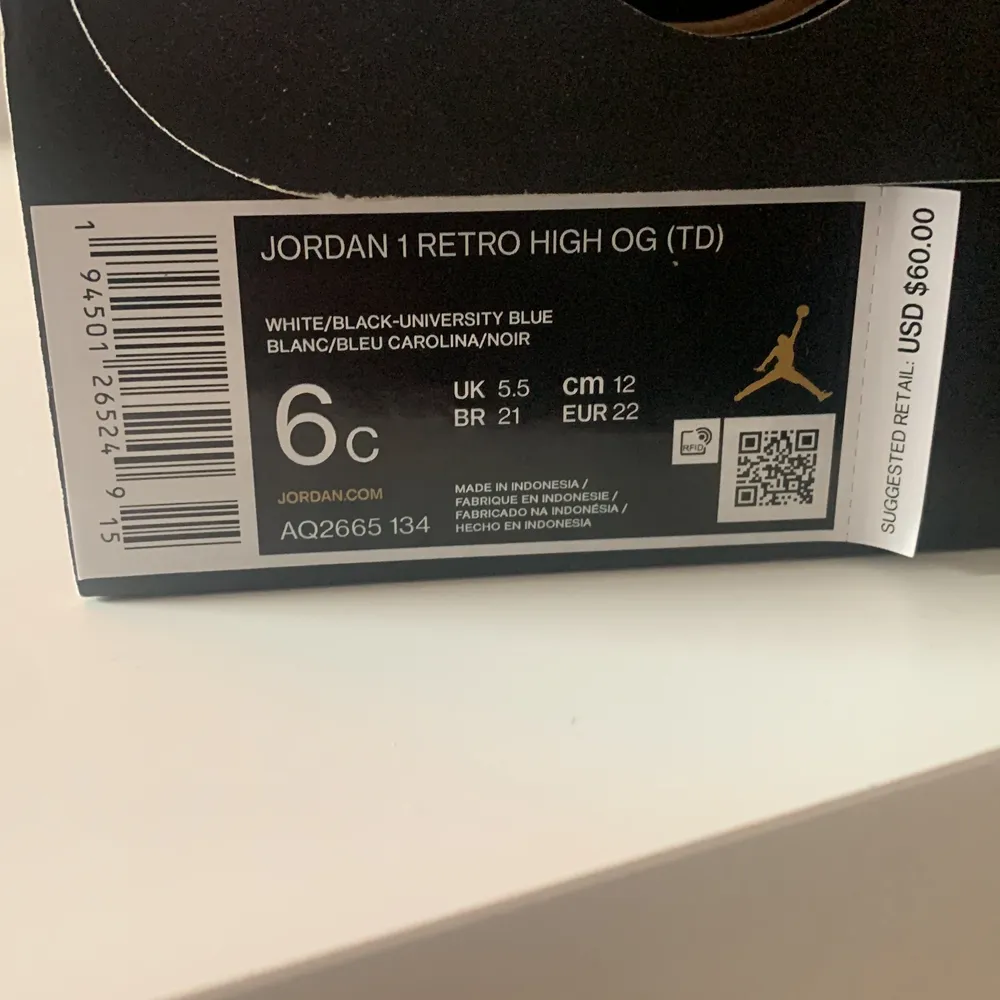 JORDAN 1 RETRO HIGH OG (TD)
WHITE/BLACK-UNIVERSITY BLUE
BLANC/BLEU CAROLINA/NOIR
6C
UK 5.5 cm 12
BR 21 EUR 22
RFID
JORDAN.COM
AQ2665 134
MADE IN INDONESIA /
FABRIQUE EN INDONESIE /
FABRICADO NA INDONÉSIA /
HECHO EN INDONESIA
1 94501 26524 9 15
SUGGESTED RETAIL: USD $60.00